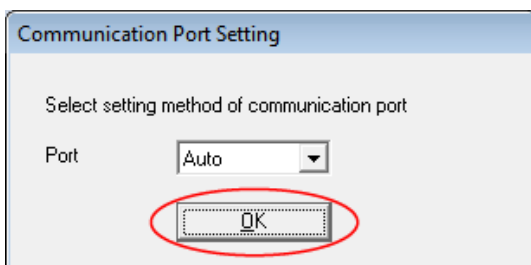 Communication Port Setting
Select setting method of communication port
Port Auto
OK